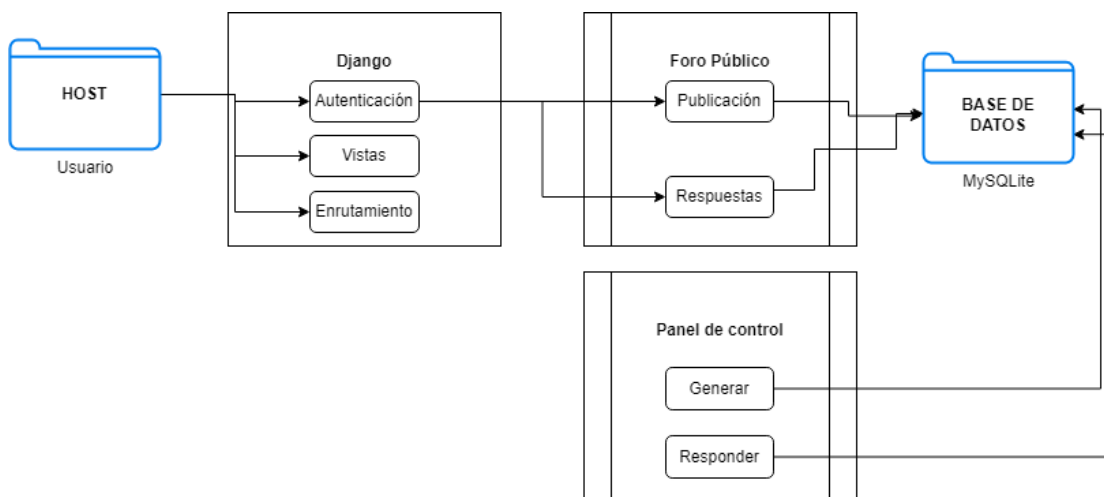 HOST
Usuario
Django
Autenticación
Vistas
Enrutamiento
Foro Público
Publicación
Respuestas
BASE DE
DATOS
MySQLite
Panel de control
Generar
Responder